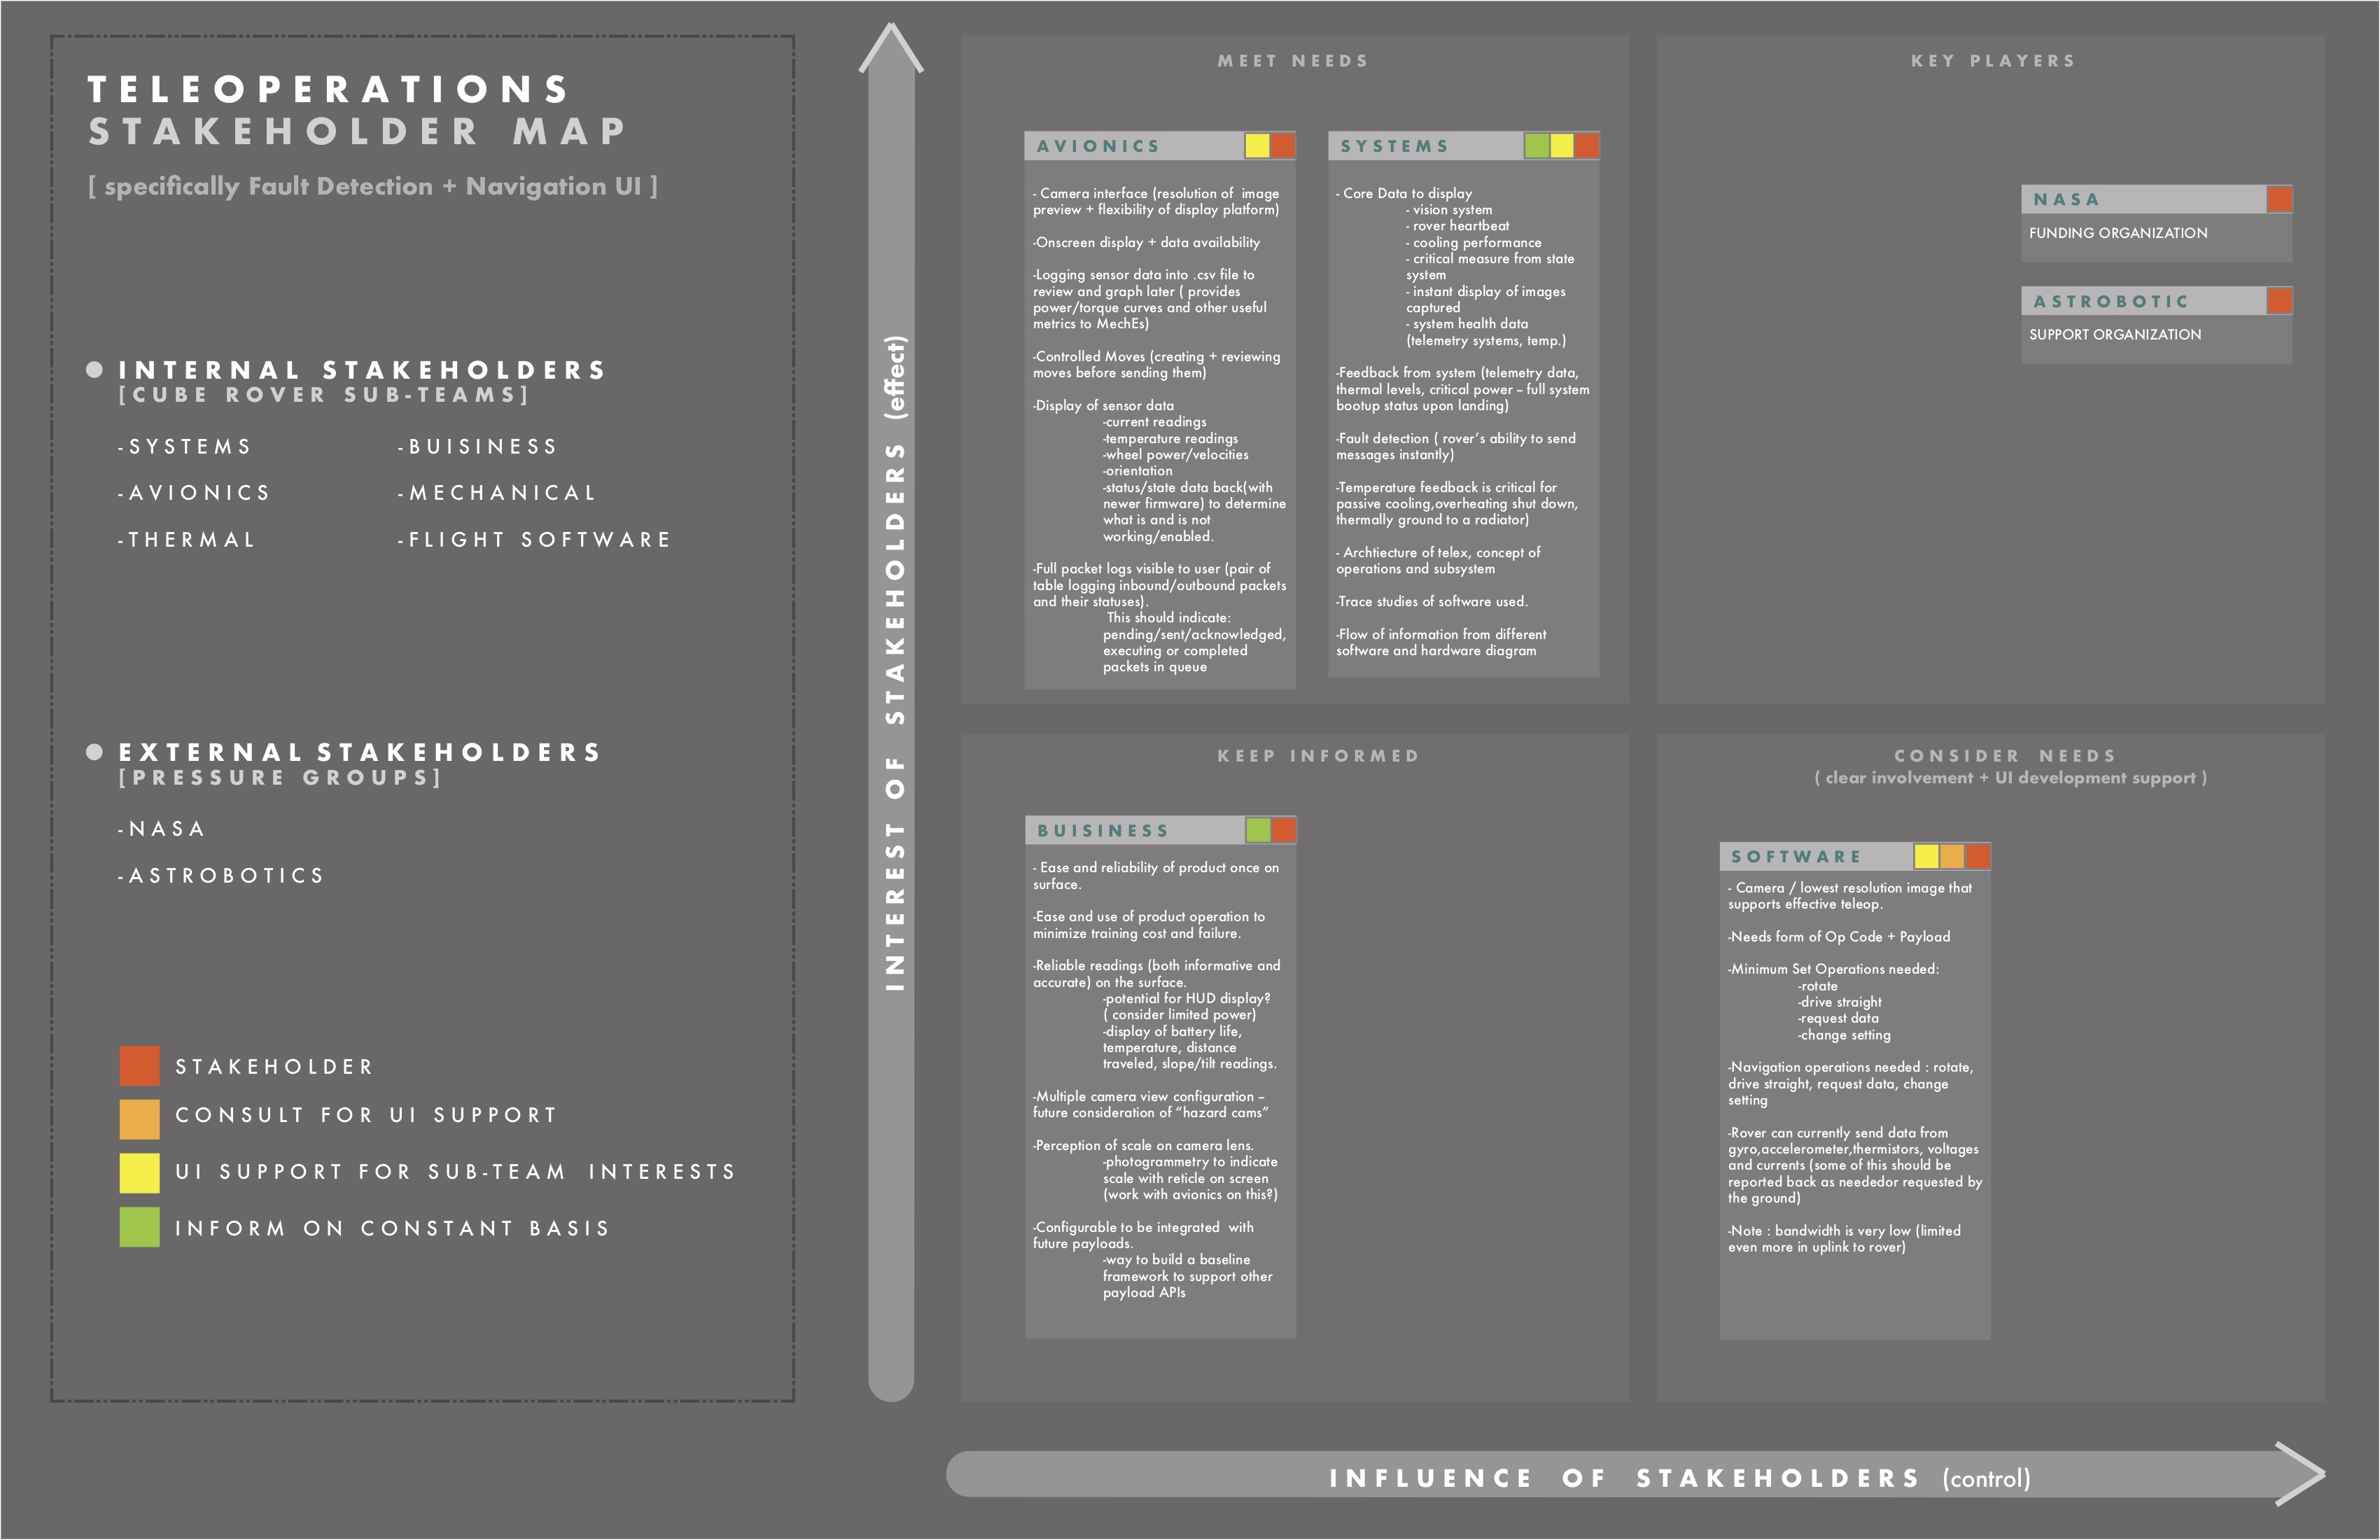 TELEOPERATIONS
STAKEHOLDER MAP
[ specifically Fault Detection + Navigation UI ]
INTERNAL STAKEHOLDERS
[CUBE ROVER SUB-TEAMS]
-SYSTEMS
-BUISINESS
-AVIONICS
-MECHANICAL
-THERMAL
-FLIGHT SOFTWARE
EXTERNAL STAKEHOLDERS
[PRESSURE GROUPS]
-NASA
-ASTROBOTICS
STAKEHOLDER
CONSULT FOR UI SUPPORT
UI SUPPORT FOR SUB-TEAM INTERESTS
INFORM ON CONSTANT BASIS
INTEREST OF STAKEHOLDERS (effect)
MEET NEEDS
AVIONICS
- Camera interface (resolution of image
preview + flexibility of display platform)
-Onscreen display + data availability
-Logging sensor data into .csv file to
review and graph later ( provides
power/torque curves and other useful
metrics to MechEs)
-Controlled Moves (creating + reviewing
moves before sending them)
-Display of sensor data
-current readings
-temperature readings
-wheel power/velocities
-orientation
-status/state data back(with
newer firmware) to determine
what is and is not
working/enabled.
-Full packet logs visible to user (pair of
table logging inbound/outbound packets
and their statuses).
This should indicate:
pending/sent/acknowledged,
executing or completed
packets in queue
SYSTEMS
- Core Data to display
- vision system
- rover heartbeat
- cooling performance
- critical measure from state
system
- instant display of images
captured
- system health data
(telemetry systems, temp.)
-Feedback from system (telemetry data,
thermal levels, critical power – full system
bootup status upon landing)
-Fault detection ( rover's ability to send
messages instantly)
-Temperature feedback is critical for
passive cooling,overheating shut down,
thermally ground to a radiator)
- Archtiecture of telex, concept of
operations and subsystem
-Trace studies of software used.
-Flow of information from different
software and hardware diagram
KEY PLAYERS
NASA
FUNDING ORGANIZATION
ASTROBOTIC
SUPPORT ORGANIZATION
KEEP INFORMED
BUISINESS
- Ease and reliability of product once on
surface.
-Ease and use of product operation to
minimize training cost and failure.
-Reliable readings (both informative and
accurate) on the surface.
-potential for HUD display?
( consider limited power)
-display of battery life,
temperature, distance
traveled, slope/tilt readings.
-Multiple camera view configuration –
future consideration of “hazard cams”
-Perception of scale on camera lens.
-photogrammetry to indicate
scale with reticle on screen
(work with avionics on this?)
-Configurable to be integrated with
future payloads.
-way to build a baseline
framework to support other
payload APIs
CONSIDER NEEDS
( clear involvement + UI development support )
SOFTWARE
- Camera / lowest resolution image that
supports effective teleop.
-Needs form of Op Code + Payload
-Minimum Set Operations needed:
-rotate
-drive straight
-request data
-change setting
-Navigation operations needed : rotate,
drive straight, request data, change
setting
-Rover can currently send data from
gyro,accelerometer,thermistors, voltages
and currents (some of this should be
reported back as neededor requested by
the ground)
-Note : bandwidth is very low (limited
even more in uplink to rover)
INFLUENCE OF STAKEHOLDERS (control)